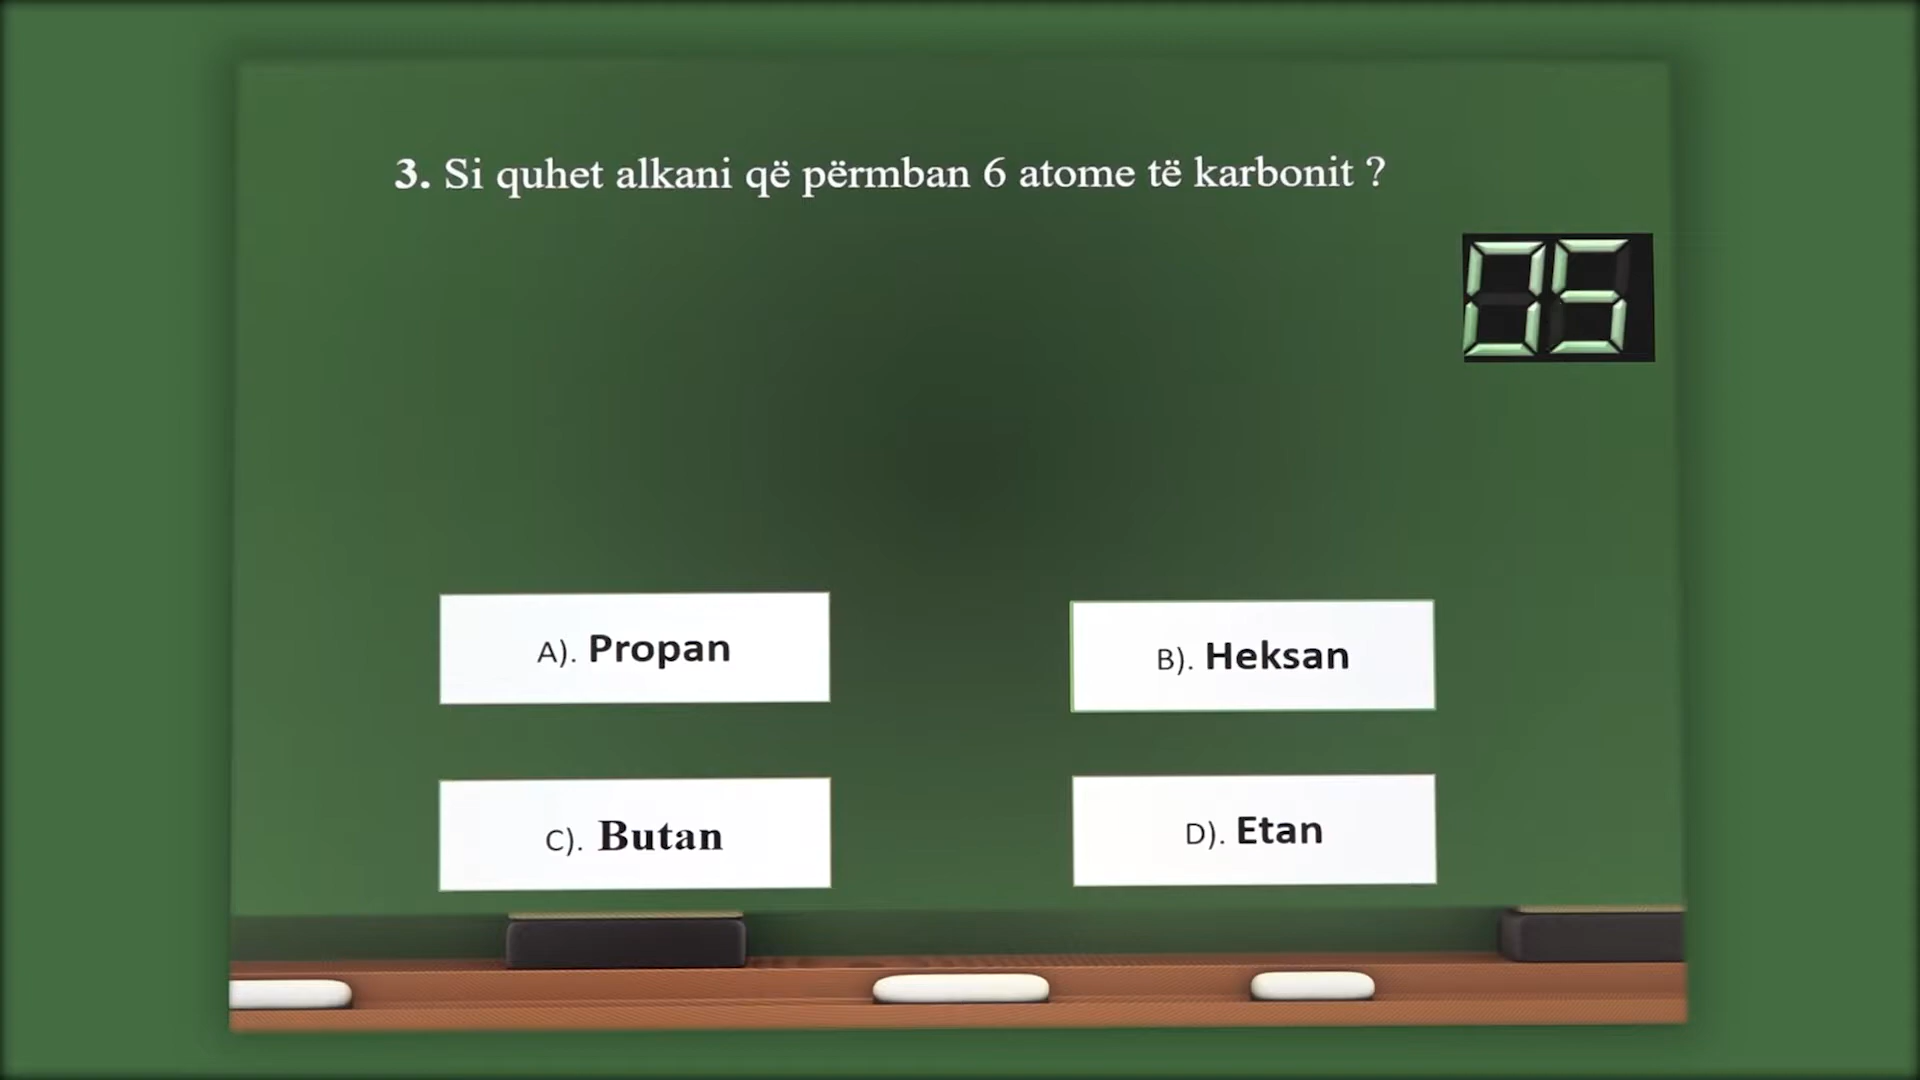 3. Si quhet alkani që përmban 6 atome të karbonit ?
05
A). Propan
B). Heksan
C). Butan
D). Etan